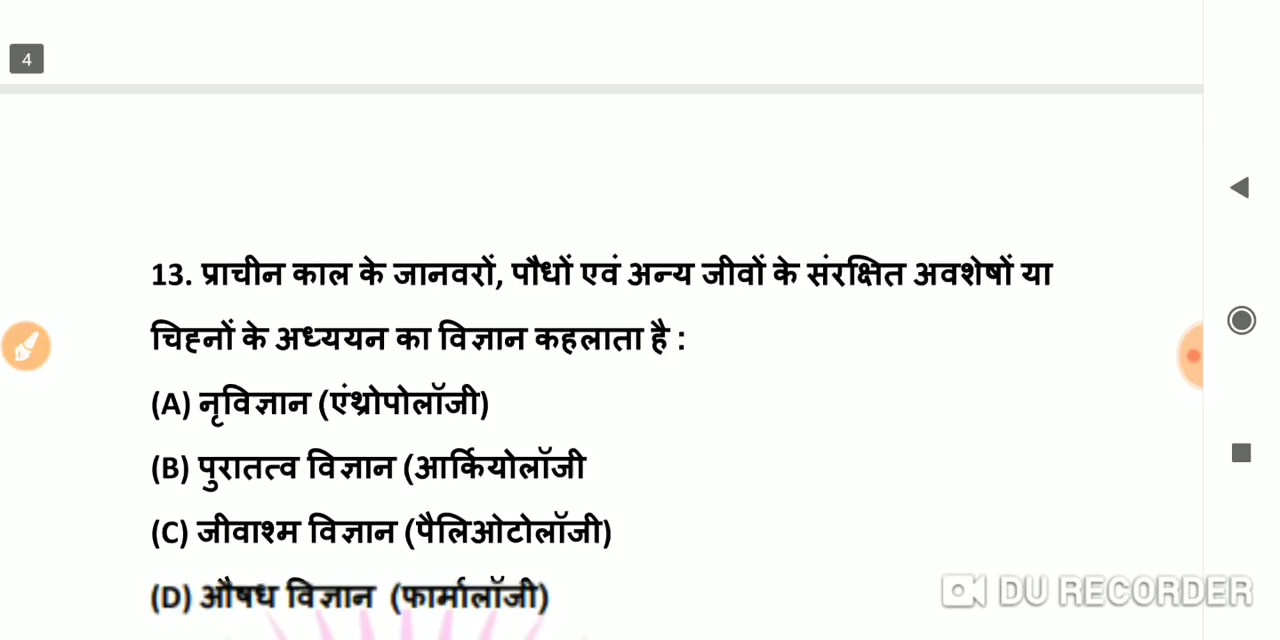 4
13. प्राचीन काल के जानवरों, पौधों एवं अन्य जीवों के संरक्षित अवशेषों या
चिह्नों के अध्ययन का विज्ञान कहलाता है :
(A) नृविज्ञान (एंथ्रोपोलॉजी)
(B) पुरातत्व विज्ञान (आर्कियोलॉजी
(C) जीवाश्म विज्ञान (पैलिओटोलॉजी)
(D) औषध विज्ञान (फार्मालॉजी)
DU RECORDER